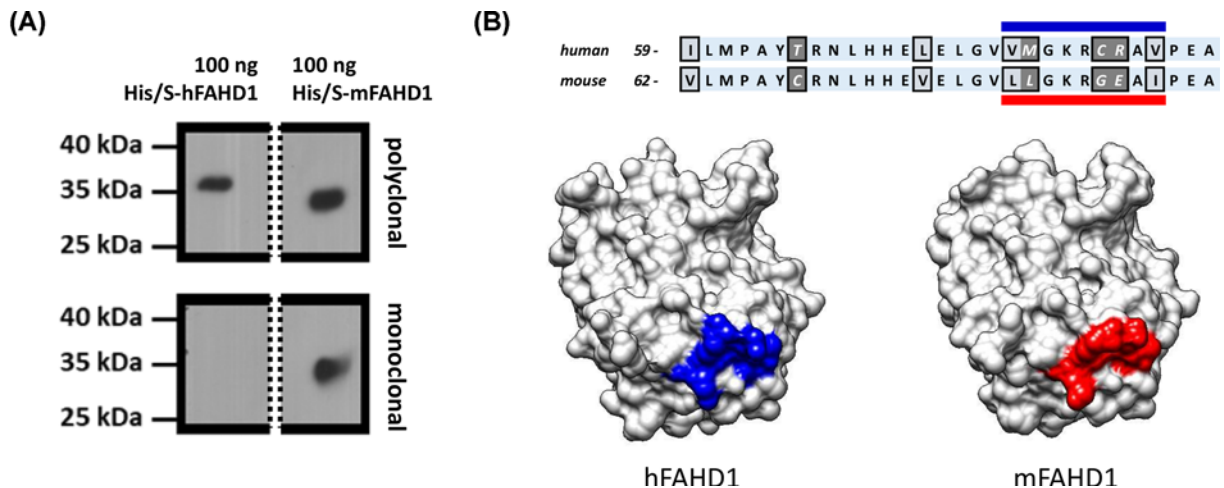 (A)
100 ng His/S-hFAHD1
100 ng His/S-mFAHD1
40 kDa
35 kDa
25 kDa
polyclonal
40 kDa
35 kDa
25 kDa
monoclonal
(B)
human 59 - I L M P A Y T R N L H H E L E L G V V M G K R C R A V P E A
mouse 62 - V L M P A Y C R N L H H E V E L G V L L G K R G E A I P E A
hFAHD1
mFAHD1